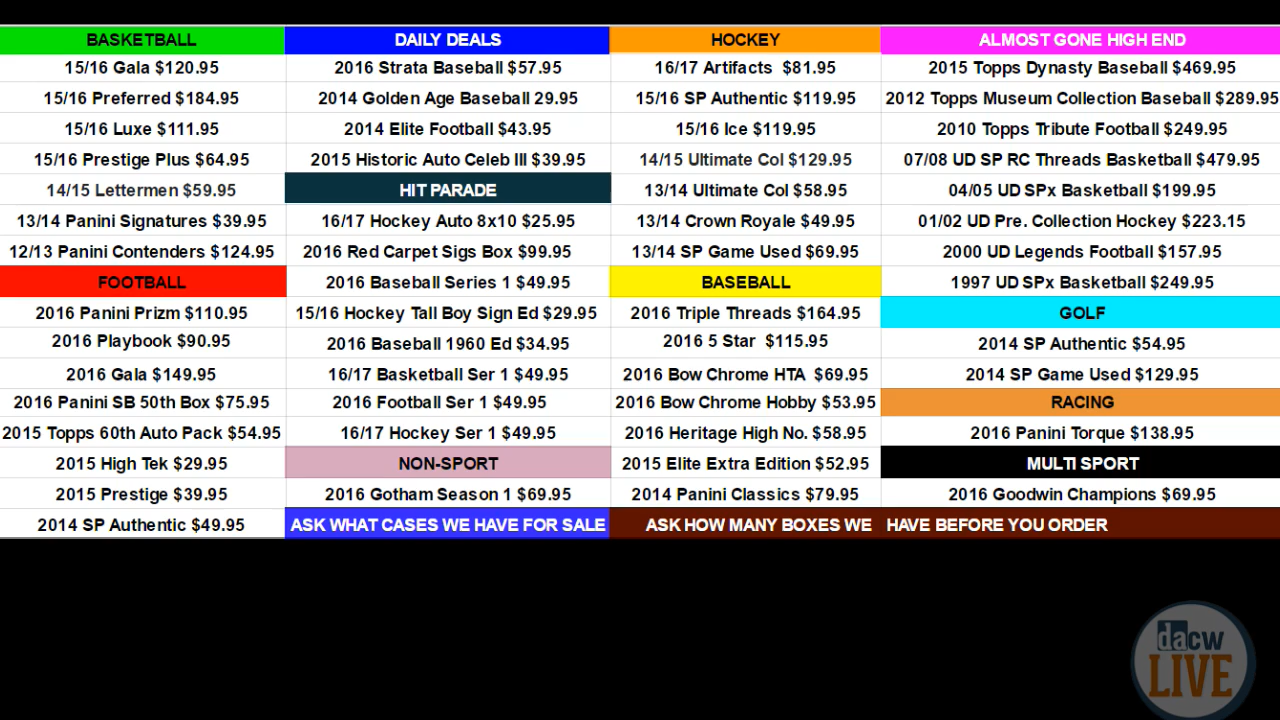 BASKETBALL
15/16 Gala $120.95
15/16 Preferred $184.95
15/16 Luxe $111.95
15/16 Prestige Plus $64.95
14/15 Lettermen $59.95
13/14 Panini Signatures $39.95
12/13 Panini Contenders $124.95
FOOTBALL
2016 Panini Prizm $110.95
2016 Playbook $90.95
2016 Gala $149.95
2016 Panini SB 50th Box $75.95
2015 Topps 60th Auto Pack $54.95
2015 High Tek $29.95
2015 Prestige $39.95
2014 SP Authentic $49.95
DAILY DEALS
2016 Strata Baseball $57.95
2014 Golden Age Baseball 29.95
2014 Elite Football $43.95
2015 Historic Auto Celeb III $39.95
HIT PARADE
16/17 Hockey Auto 8x10 $25.95
2016 Red Carpet Sigs Box $99.95
2016 Baseball Series 1 $49.95
15/16 Hockey Tall Boy Sign Ed $29.95
2016 Baseball 1960 Ed $34.95
16/17 Basketball Ser 1 $49.95
2016 Football Ser 1 $49.95
16/17 Hockey Ser 1 $49.95
NON-SPORT
2016 Gotham Season 1 $69.95
ASK WHAT CASES WE HAVE FOR SALE
HOCKEY
16/17 Artifacts $81.95
15/16 SP Authentic $119.95
15/16 Ice $119.95
14/15 Ultimate Col $129.95
13/14 Ultimate Col $58.95
13/14 Crown Royale $49.95
13/14 SP Game Used $69.95
BASEBALL
2016 Triple Threads $164.95
2016 5 Star $115.95
2016 Bow Chrome HTA $69.95
2016 Bow Chrome Hobby $53.95
2016 Heritage High No. $58.95
2015 Elite Extra Edition $52.95
2014 Panini Classics $79.95
ALMOST GONE HIGH END
2015 Topps Dynasty Baseball $469.95
2012 Topps Museum Collection Baseball $289.95
2010 Topps Tribute Football $249.95
07/08 UD SP RC Threads Basketball $479.95
04/05 UD SPx Basketball $199.95
01/02 UD Pre. Collection Hockey $223.15
2000 UD Legends Football $157.95
1997 UD SPx Basketball $249.95
GOLF
2014 SP Authentic $54.95
2014 SP Game Used $129.95
RACING
2016 Panini Torque $138.95
MULTI SPORT
2016 Goodwin Champions $69.95
ASK HOW MANY BOXES WE HAVE BEFORE YOU ORDER
dacw
LIVE